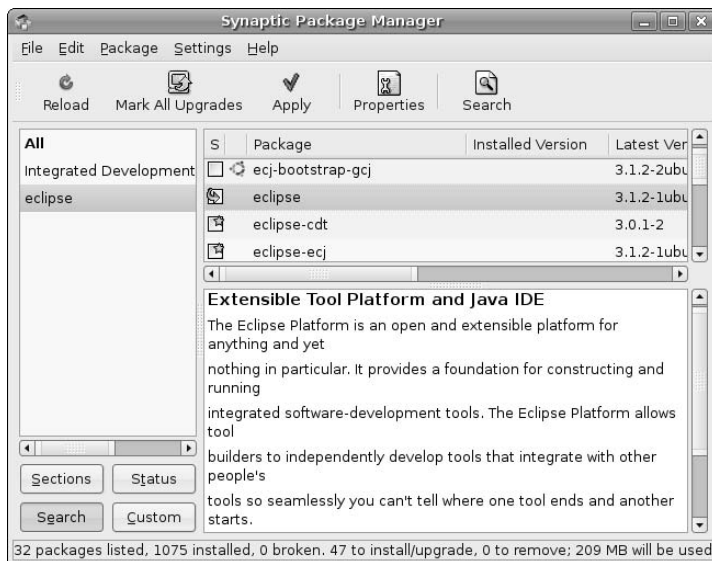 Synaptic Package Manager
File Edit Package Settings Help
Reload Mark All Upgrades Apply Properties Search
All
Integrated Development
eclipse
S Package Installed Version Latest Ver
ecj-bootstrap-gcj 3.1.2-2ubu
eclipse 3.1.2-1ubu
eclipse-cdt 3.0.1-2
eclipse-ecj 3.1.2-1ubu
Extensible Tool Platform and Java IDE
The Eclipse Platform is an open and extensible platform for
anything and yet
nothing in particular. It provides a foundation for constructing and
running
integrated software-development tools. The Eclipse Platform allows
tool
builders to independently develop tools that integrate with other
people's
tools so seamlessly you can't tell where one tool ends and another
starts.
Sections Status
Search Custom
32 packages listed, 1075 installed, 0 broken. 47 to install/upgrade, 0 to remove; 209 MB will be used